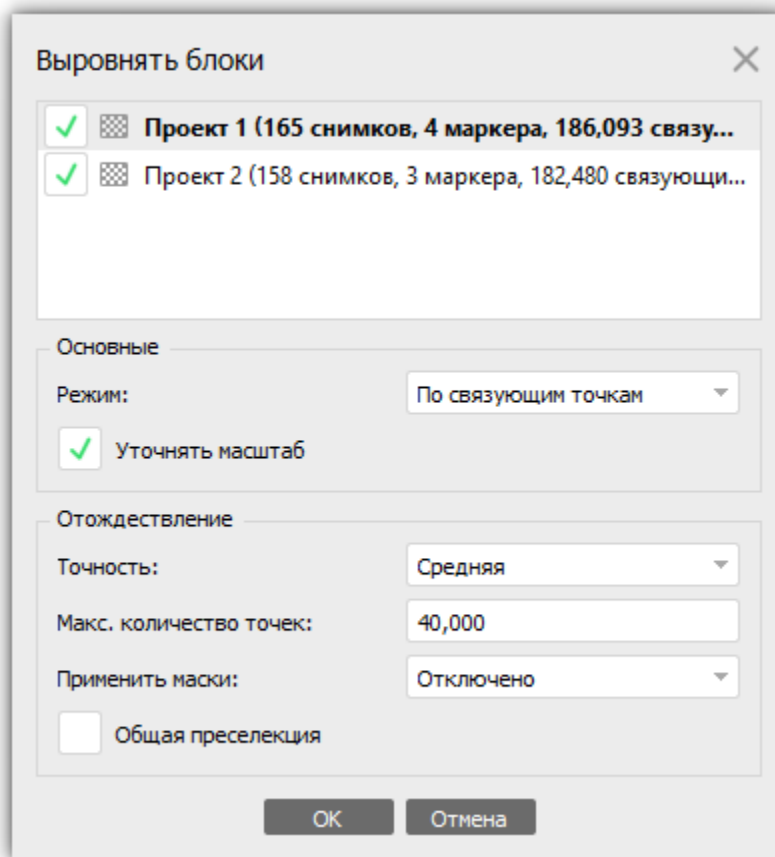 Выровнять блоки
Проект 1 (165 снимков, 4 маркера, 186,093 связу...
Проект 2 (158 снимков, 3 маркера, 182,480 связующи...
Основные
Режим: По связующим точкам
Уточнять масштаб
Отождествление
Точность: Средняя
Макс. количество точек: 40,000
Применить маски: Отключено
Общая преселекция
OK Отмена